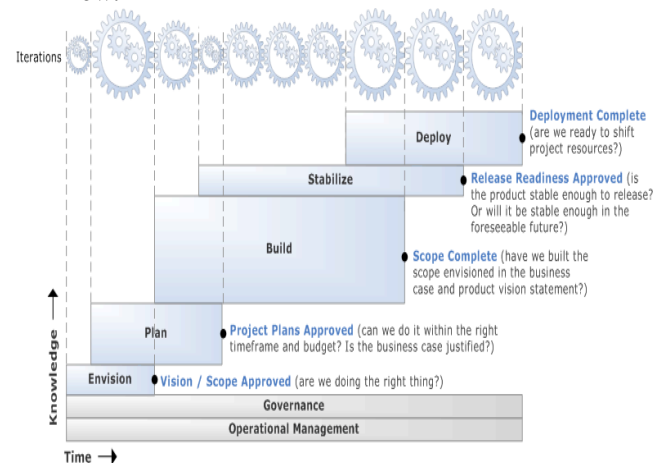 Iterations
Deploy
Deployment Complete
(are we ready to shift
project resources?)
Stabilize
Release Readiness Approved (is
the product stable enough to release?
Or will it be stable enough in the
foreseeable future?)
Build
Scope Complete (have we built the
scope envisioned in the business
case and product vision statement?)
Plan
Project Plans Approved (can we do it within the right
timeframe and budget? Is the business case justified?)
Envision
Vision / Scope Approved (are we doing the right thing?)
Governance
Operational Management
Knowledge
Time